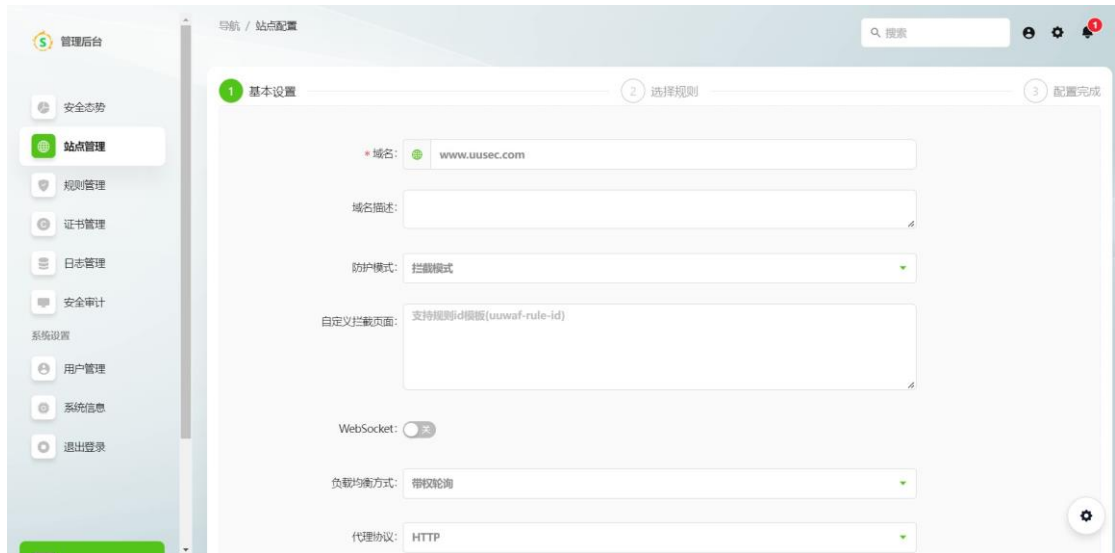 S 管理后台
导航 / 站点配置
搜索
1
安全态势
站点管理
规则管理
证书管理
日志管理
安全审计
系统设置
用户管理
系统信息
退出登录
1 基本设置
2 选择规则
3 配置完成
* 域名: www.uusec.com
域名描述:
防护模式: 拦截模式
自定义拦截页面: 支持规则id模板(uuwaf-rule-id)
WebSocket: 关
负载均衡方式: 带权轮询
代理协议: HTTP